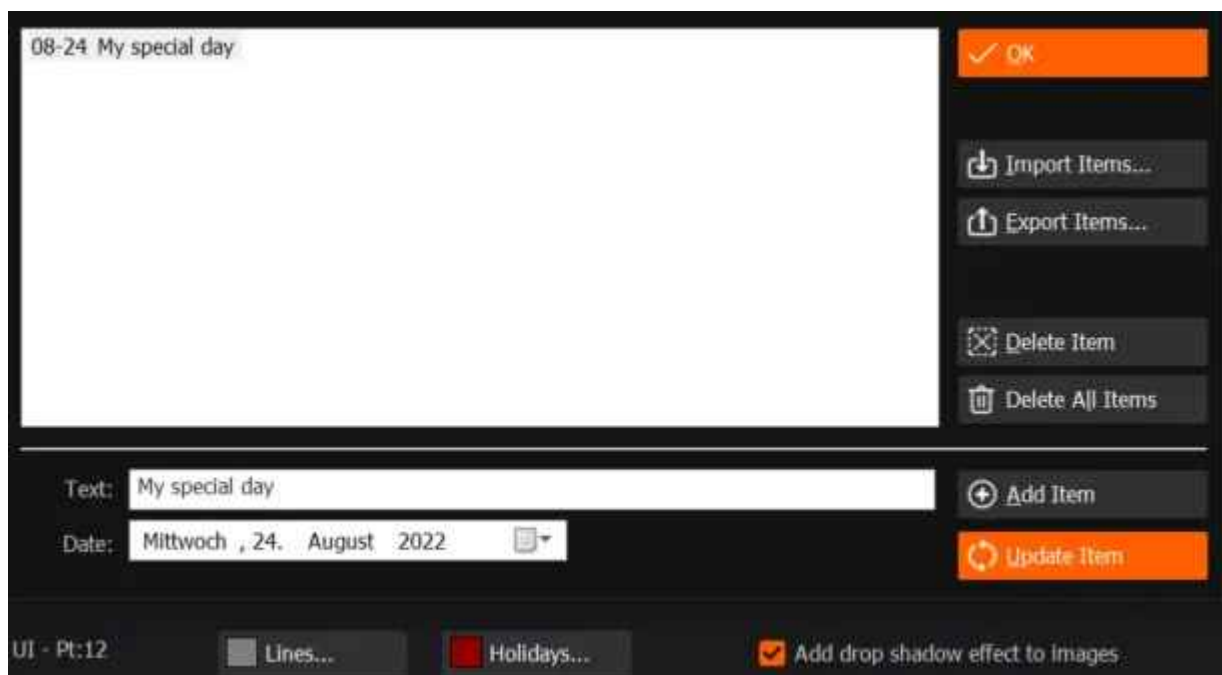 08-24 My special day
OK
Import Items...
Export Items...
Delete Item
Delete All Items
Text: My special day
Add Item
Date: Mittwoch , 24. August 2022
Update Item
UI - Pt:12 Lines... Holidays... Add drop shadow effect to images